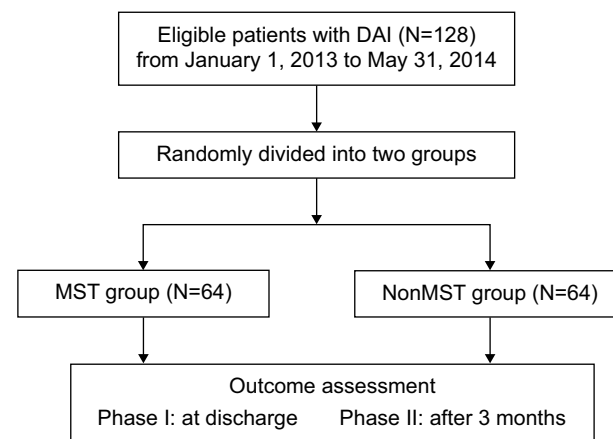 Eligible patients with DAI (N=128)
from January 1, 2013 to May 31, 2014
Randomly divided into two groups
MST group (N=64)
NonMST group (N=64)
Outcome assessment
Phase I: at discharge Phase II: after 3 months